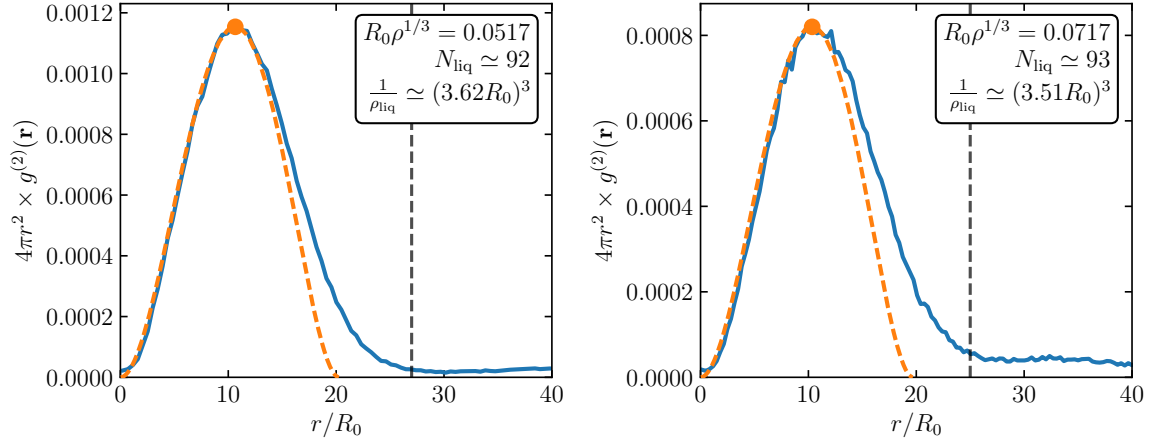 0.0012
0.0010
0.0008
0.0006
0.0004
0.0002
0.0000
4πr² × g⁽²⁾(r)
0 10 20 30 40
r/R₀
R₀ρ^{1/3} = 0.0517
N_liq ≃ 92
1/ρ_liq ≃ (3.62R₀)³
0.0008
0.0006
0.0004
0.0002
0.0000
4πr² × g⁽²⁾(r)
0 10 20 30 40
r/R₀
R₀ρ^{1/3} = 0.0717
N_liq ≃ 93
1/ρ_liq ≃ (3.51R₀)³